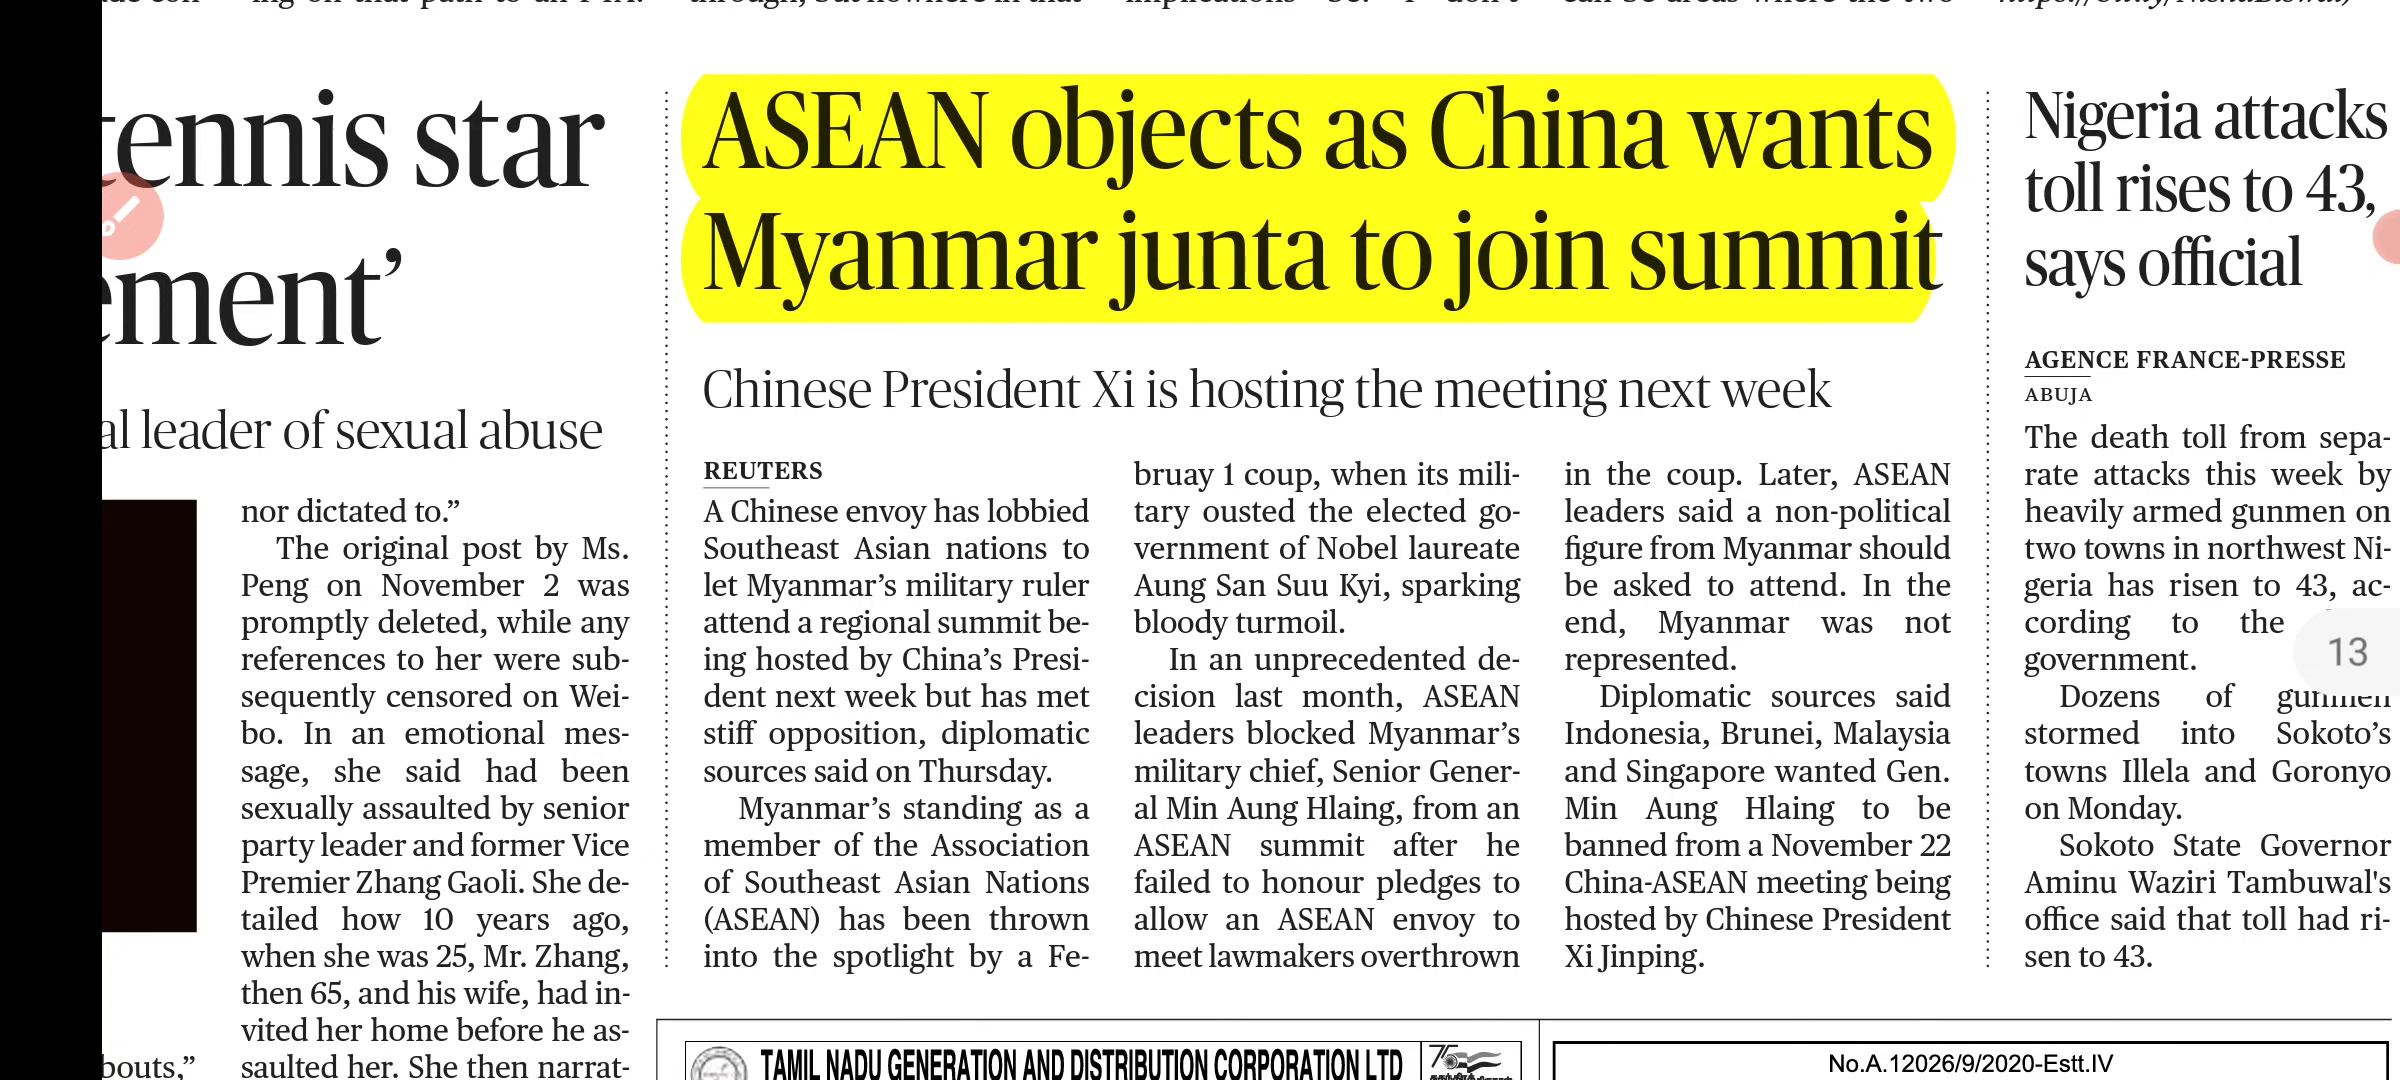 tennis star
ement’
al leader of sexual abuse
nor dictated to.”
The original post by Ms.
Peng on November 2 was
promptly deleted, while any
references to her were sub-
sequently censored on Wei-
bo. In an emotional mes-
sage, she said had been
sexually assaulted by senior
party leader and former Vice
Premier Zhang Gaoli. She de-
tailed how 10 years ago,
when she was 25, Mr. Zhang,
then 65, and his wife, had in-
vited her home before he as-
saulted her. She then narrat-
bouts,”
ASEAN objects as China wants
Myanmar junta to join summit
Chinese President Xi is hosting the meeting next week
REUTERS
A Chinese envoy has lobbied
Southeast Asian nations to
let Myanmar’s military ruler
attend a regional summit be-
ing hosted by China’s Presi-
dent next week but has met
stiff opposition, diplomatic
sources said on Thursday.
Myanmar’s standing as a
member of the Association
of Southeast Asian Nations
(ASEAN) has been thrown
into the spotlight by a Fe-
bruay 1 coup, when its mili-
tary ousted the elected go-
vernment of Nobel laureate
Aung San Suu Kyi, sparking
bloody turmoil.
In an unprecedented de-
cision last month, ASEAN
leaders blocked Myanmar’s
military chief, Senior Gener-
al Min Aung Hlaing, from an
ASEAN summit after he
failed to honour pledges to
allow an ASEAN envoy to
meet lawmakers overthrown
in the coup. Later, ASEAN
leaders said a non-political
figure from Myanmar should
be asked to attend. In the
end, Myanmar was not
represented.
Diplomatic sources said
Indonesia, Brunei, Malaysia
and Singapore wanted Gen.
Min Aung Hlaing to be
banned from a November 22
China-ASEAN meeting being
hosted by Chinese President
Xi Jinping.
Nigeria attacks
toll rises to 43,
says official
AGENCE FRANCE-PRESSE
ABUJA
The death toll from sepa-
rate attacks this week by
heavily armed gunmen on
two towns in northwest Ni-
geria has risen to 43, ac-
cording to the
government.
13
Dozens of gunmen
stormed into Sokoto’s
towns Illela and Goronyo
on Monday.
Sokoto State Governor
Aminu Waziri Tambuwal's
office said that toll had ri-
sen to 43.
TAMIL NADU GENERATION AND DISTRIBUTION CORPORATION LTD
75
No.A.12026/9/2020-Estt.IV